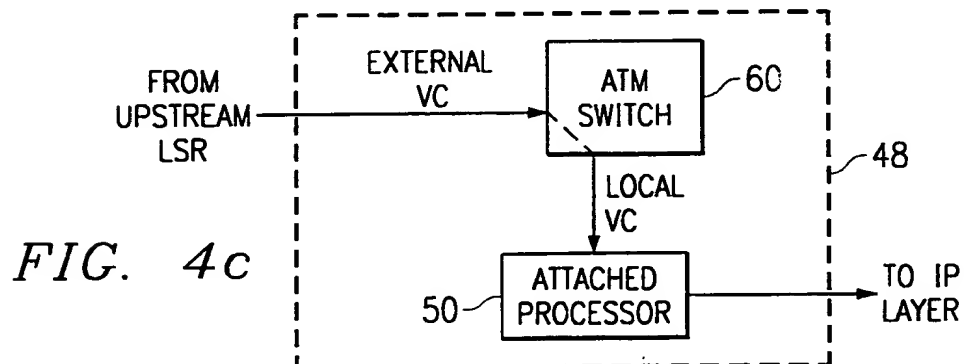 FROM
UPSTREAM
LSR
EXTERNAL
VC
ATM
SWITCH
60
48
LOCAL
VC
FIG. 4c
50
ATTACHED
PROCESSOR
TO IP
LAYER